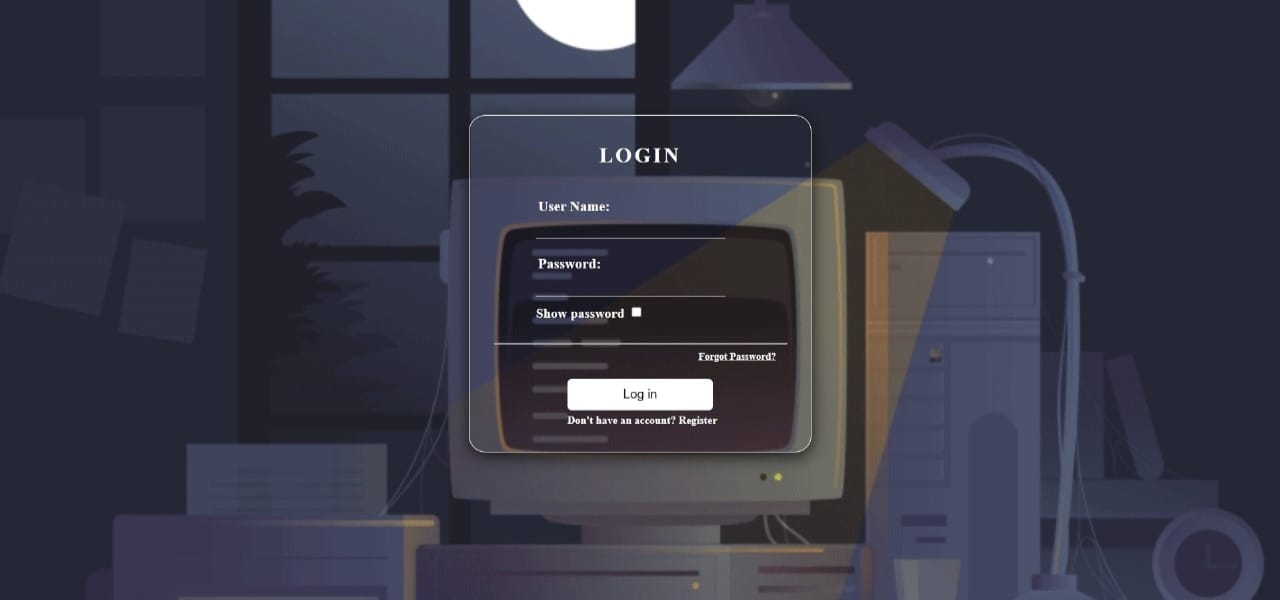 LOGIN
User Name:
Password:
Show password
Forgot Password?
Log in
Don't have an account? Register